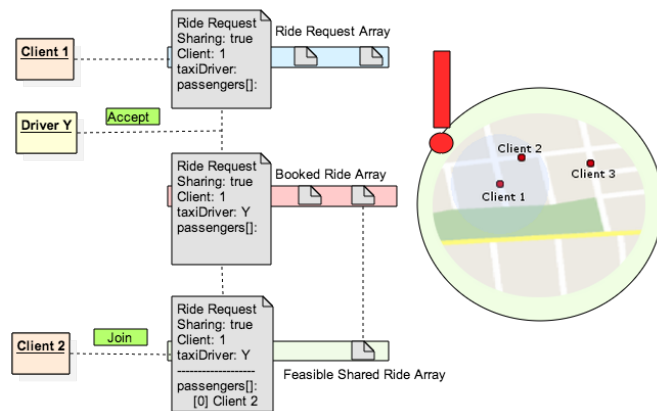 Client 1
Ride Request
Sharing: true
Client: 1
taxiDriver:
passengers[]:
Ride Request Array
Driver Y
Accept
Ride Request
Sharing: true
Client: 1
taxiDriver: Y
passengers[]:
Booked Ride Array
Client 2
Join
Ride Request
Sharing: true
Client: 1
taxiDriver: Y
--------------------
passengers[]:
[0] Client 2
Feasible Shared Ride Array
Client 2
Client 3
Client 1